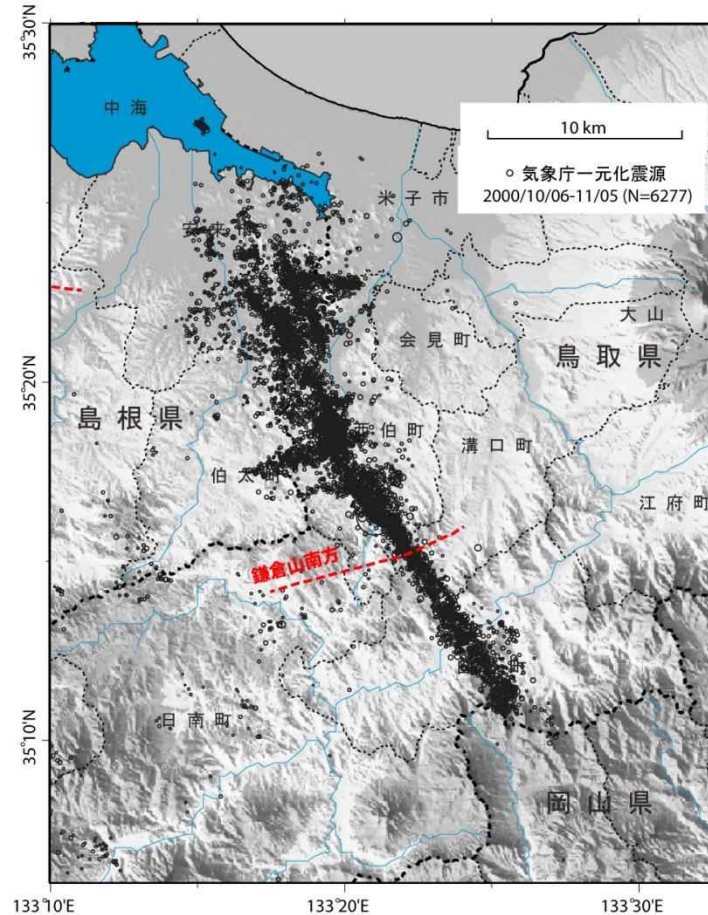 35°30'N
中海
10 km
気象庁一元化震源
2000/10/06-11/05 (N=6277)
米子市
大山
会見町
鳥取県
35°20'N
島根県
伯町
溝口町
伯太町
江府町
鎌倉山南方
町
35°10'N
日南町
岡山県
133°10'E
133°20'E
133°30'E